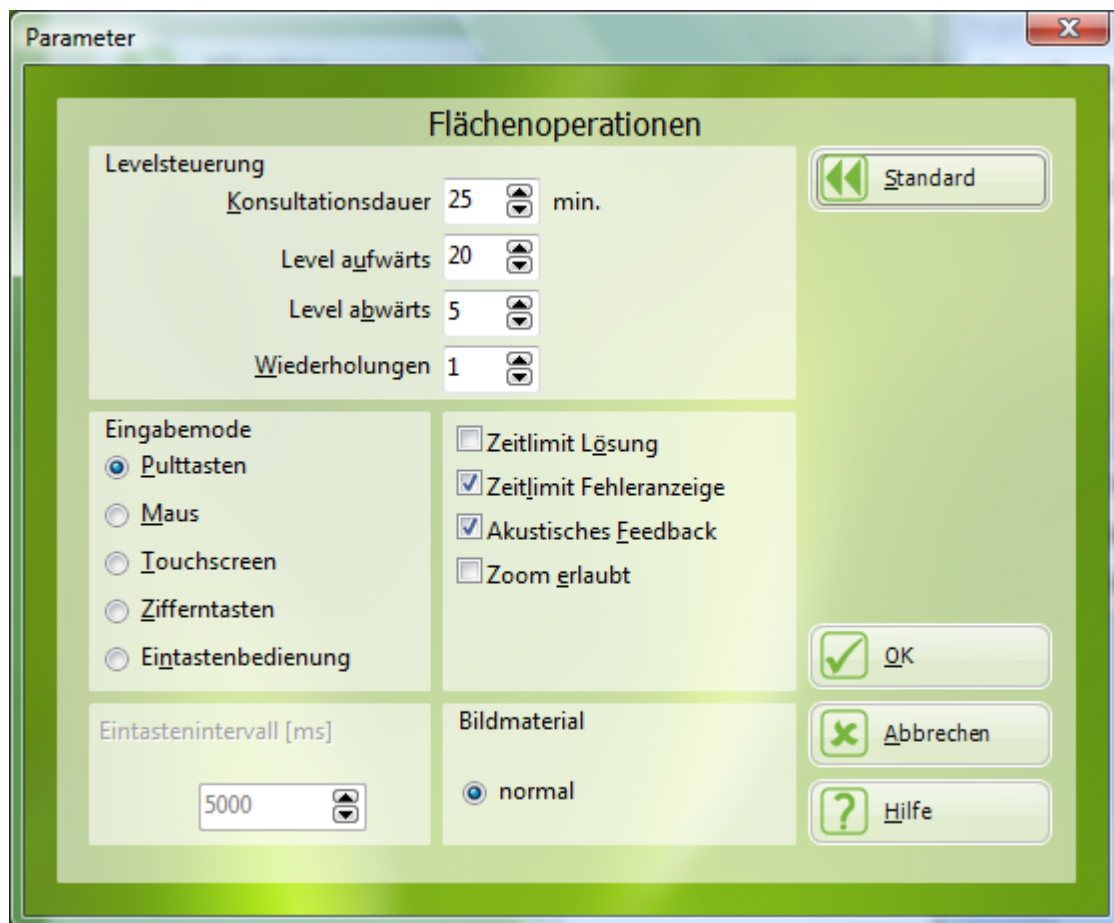 Parameter
Flächenoperationen
Levelsteuerung
Konsultationsdauer 25 min.
Level aufwärts 20
Level abwärts 5
Wiederholungen 1
Standard
Eingabemode
Pulttasten
Maus
Touchscreen
Zifferntasten
Eintastenbedienung
Zeitlimit Lösung
Zeitlimit Fehleranzeige
Akustisches Feedback
Zoom erlaubt
Eintastenintervall [ms]
5000
Bildmaterial
normal
OK
Abbrechen
Hilfe